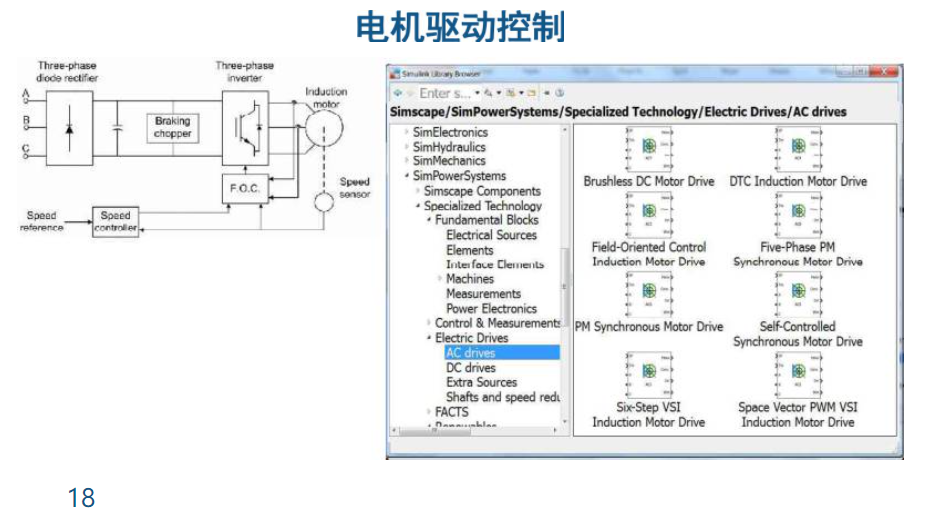 电机驱动控制
Three-phase
diode rectifier
Three-phase
inverter
Induction
motor
A
B
C
Braking
chopper
F.O.C.
Speed
sensor
Speed
reference
Speed
controller
Simulink Library Browser
Enter s...
Simscape/SimPowerSystems/Specialized Technology/Electric Drives/AC drives
SimElectronics
SimHydraulics
SimMechanics
SimPowerSystems
Simscape Components
Specialized Technology
Fundamental Blocks
Electrical Sources
Elements
Interface Elements
Machines
Measurements
Power Electronics
Control & Measurements
Electric Drives
AC drives
DC drives
Extra Sources
Shafts and speed redu
FACTS
Renewables
Brushless DC Motor Drive
DTC Induction Motor Drive
Field-Oriented Control
Induction Motor Drive
Five-Phase PM
Synchronous Motor Drive
PM Synchronous Motor Drive
Self-Controlled
Synchronous Motor Drive
Six-Step VSI
Induction Motor Drive
Space Vector PWM VSI
Induction Motor Drive
18